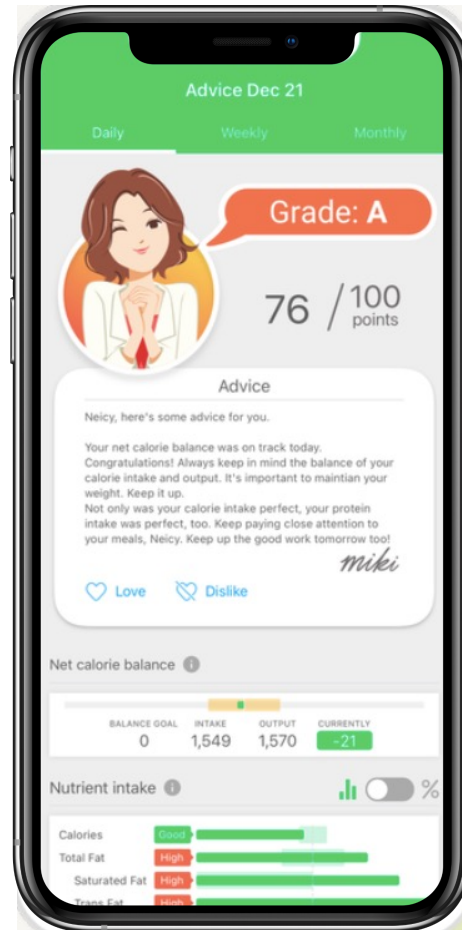 Advice Dec 21
Daily Weekly Monthly
Grade: A
76 / 100
points
Advice
Neicy, here's some advice for you.
Your net calorie balance was on track today.
Congratulations! Always keep in mind the balance of your
calorie intake and output. It's important to maintian your
weight. Keep it up.
Not only was your calorie intake perfect, your protein
intake was perfect, too. Keep paying close attention to
your meals, Neicy. Keep up the good work tomorrow too!
miki
Love Dislike
Net calorie balance i
BALANCE GOAL INTAKE OUTPUT CURRENTLY
0 1,549 1,570 -21
Nutrient intake i %
Calories Good
Total Fat High
Saturated Fat High
Trans Fat High